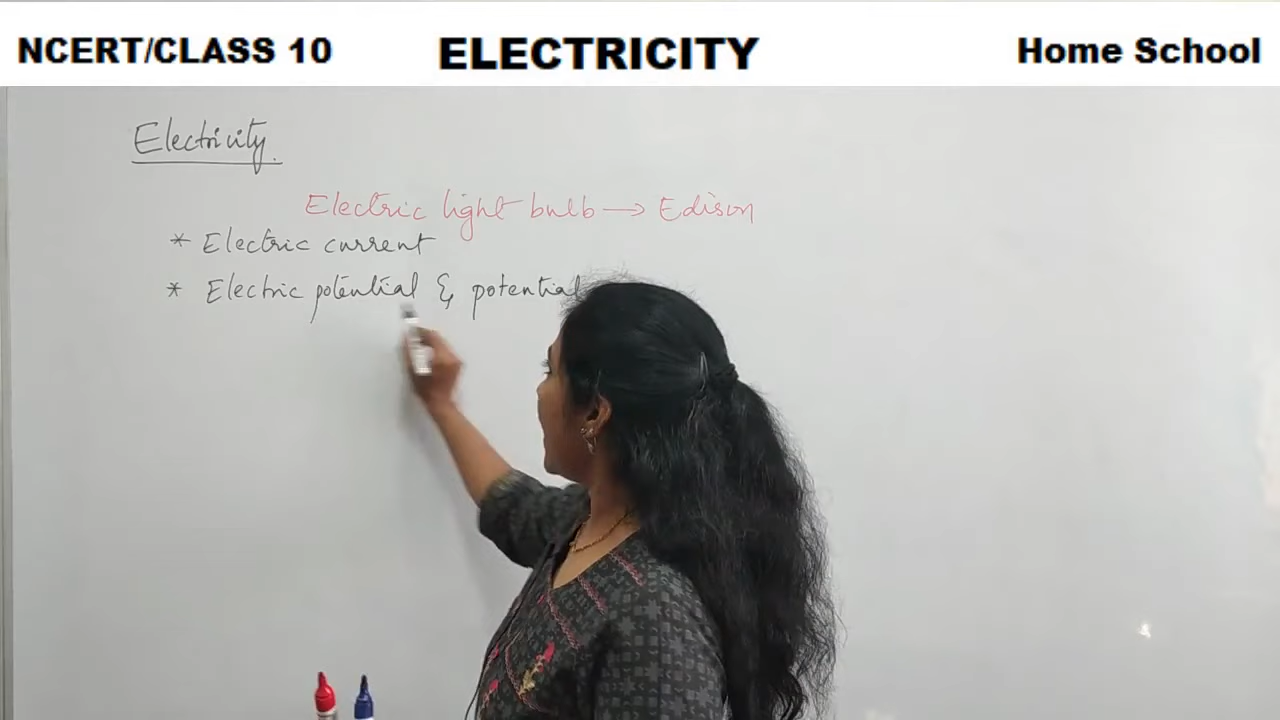 NCERT/CLASS 10 ELECTRICITY Home School
Electricity.
Electric light bulb → Edison
* Electric current
* Electric potential & potential